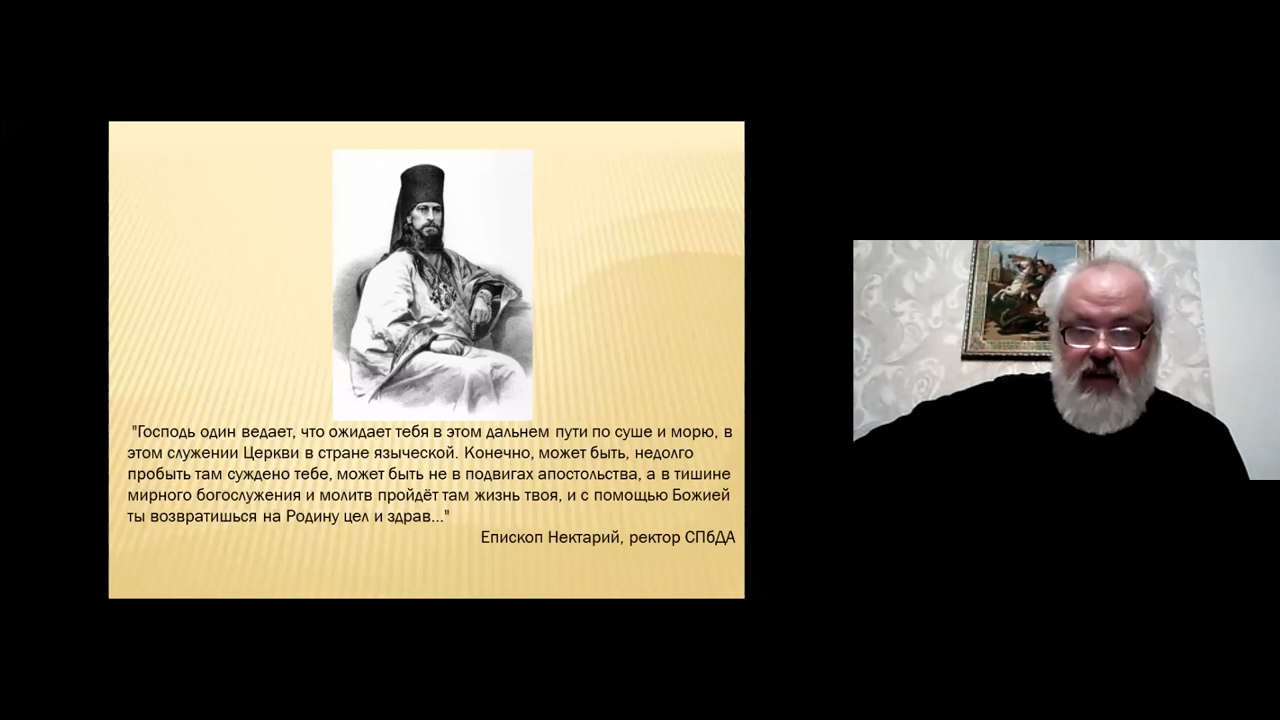 "Господь один ведает, что ожидает тебя в этом дальнем пути по суше и морю, в
этом служении Церкви в стране языческой. Конечно, может быть, недолго
пробыть там суждено тебе, может быть не в подвигах апостольства, а в тишине
мирного богослужения и молитв пройдёт там жизнь твоя, и с помощью Божией
ты возвратишься на Родину цел и здрав..."
Епископ Нектарий, ректор СПбДА